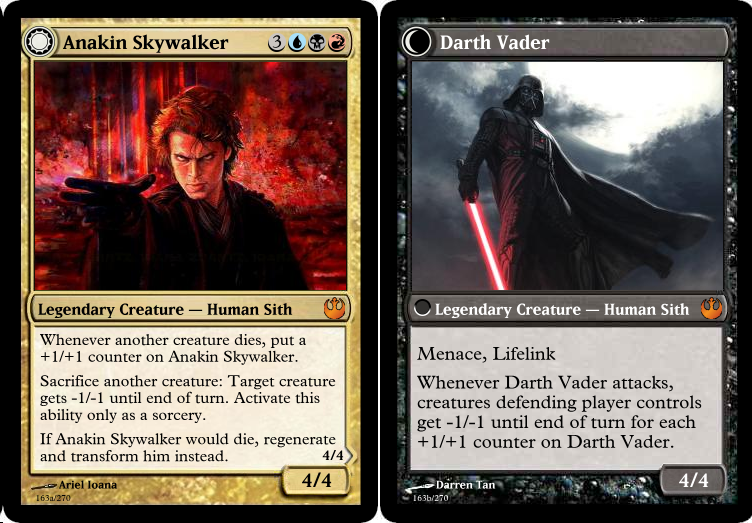 Anakin Skywalker 3
Legendary Creature — Human Sith
Whenever another creature dies, put a
+1/+1 counter on Anakin Skywalker.
Sacrifice another creature: Target creature
gets -1/-1 until end of turn. Activate this
ability only as a sorcery.
If Anakin Skywalker would die, regenerate
and transform him instead. 4/4
4/4
Ariel Ioana
163a/270
Darth Vader
Legendary Creature — Human Sith
Menace, Lifelink
Whenever Darth Vader attacks,
creatures defending player controls
get -1/-1 until end of turn for each
+1/+1 counter on Darth Vader.
4/4
Darren Tan
163b/270